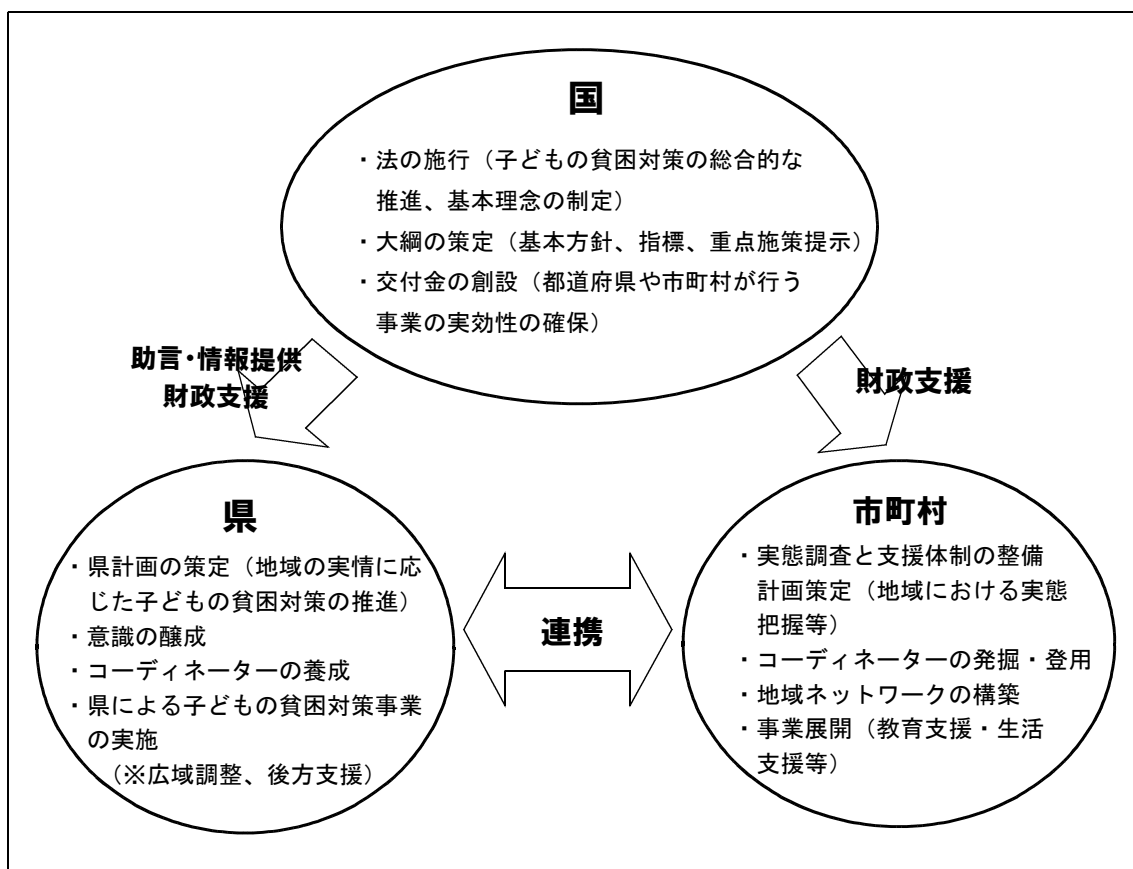 国
・法の施行（子どもの貧困対策の総合的な
推進、基本理念の制定）
・大綱の策定（基本方針、指標、重点施策提示）
・交付金の創設（都道府県や市町村が行う
事業の実効性の確保）
助言・情報提供
財政支援
財政支援
県
・県計画の策定（地域の実情に応
じた子どもの貧困対策の推進）
・意識の醸成
・コーディネーターの養成
・県による子どもの貧困対策事業
の実施
（※広域調整、後方支援）
連携
市町村
・実態調査と支援体制の整備
計画策定（地域における実態
把握等）
・コーディネーターの発掘・登用
・地域ネットワークの構築
・事業展開（教育支援・生活
支援等）